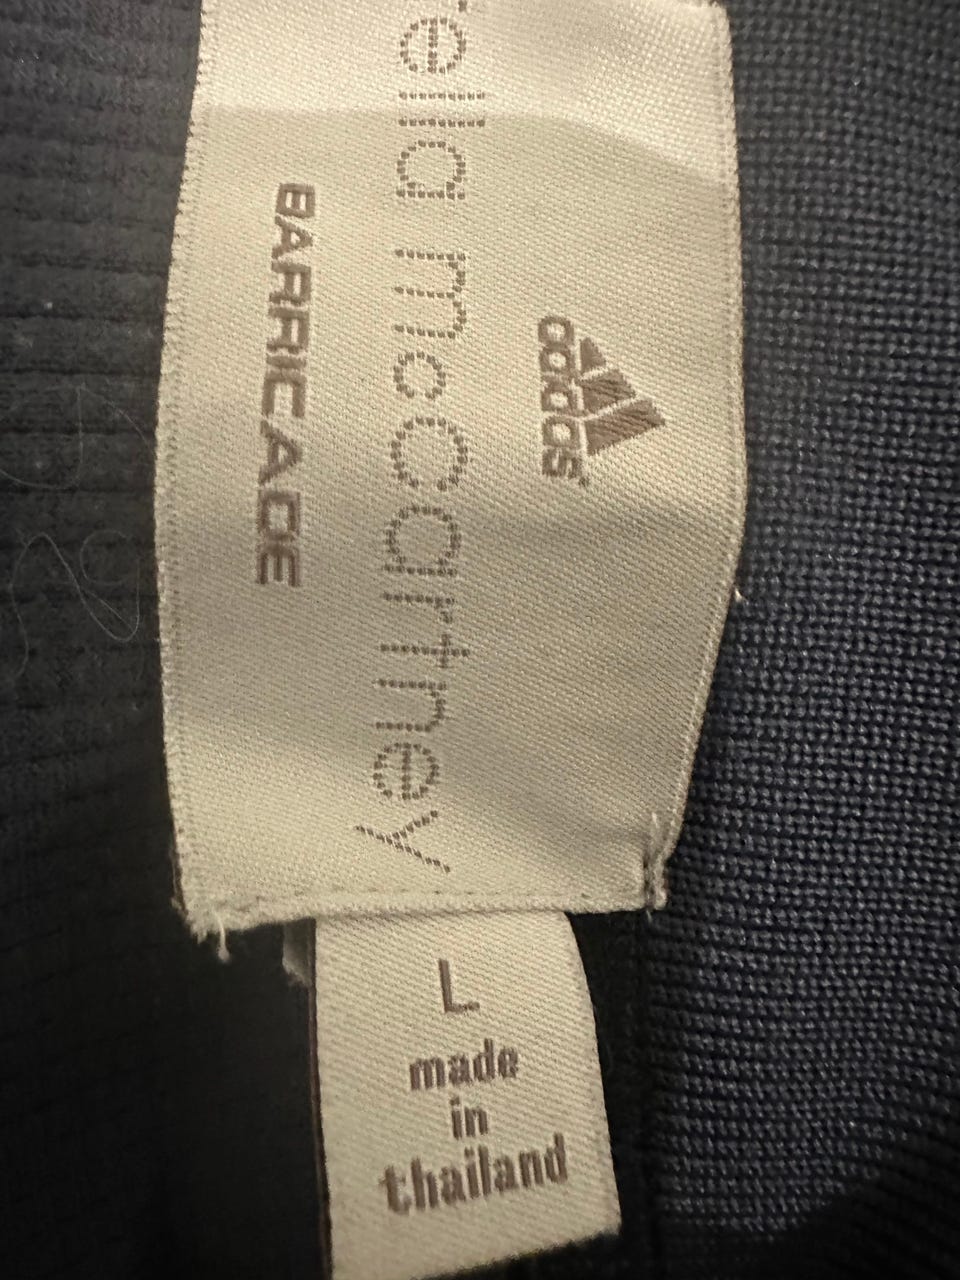 adidas
ella mccartney
BARRICADE
L
made
in
thailand